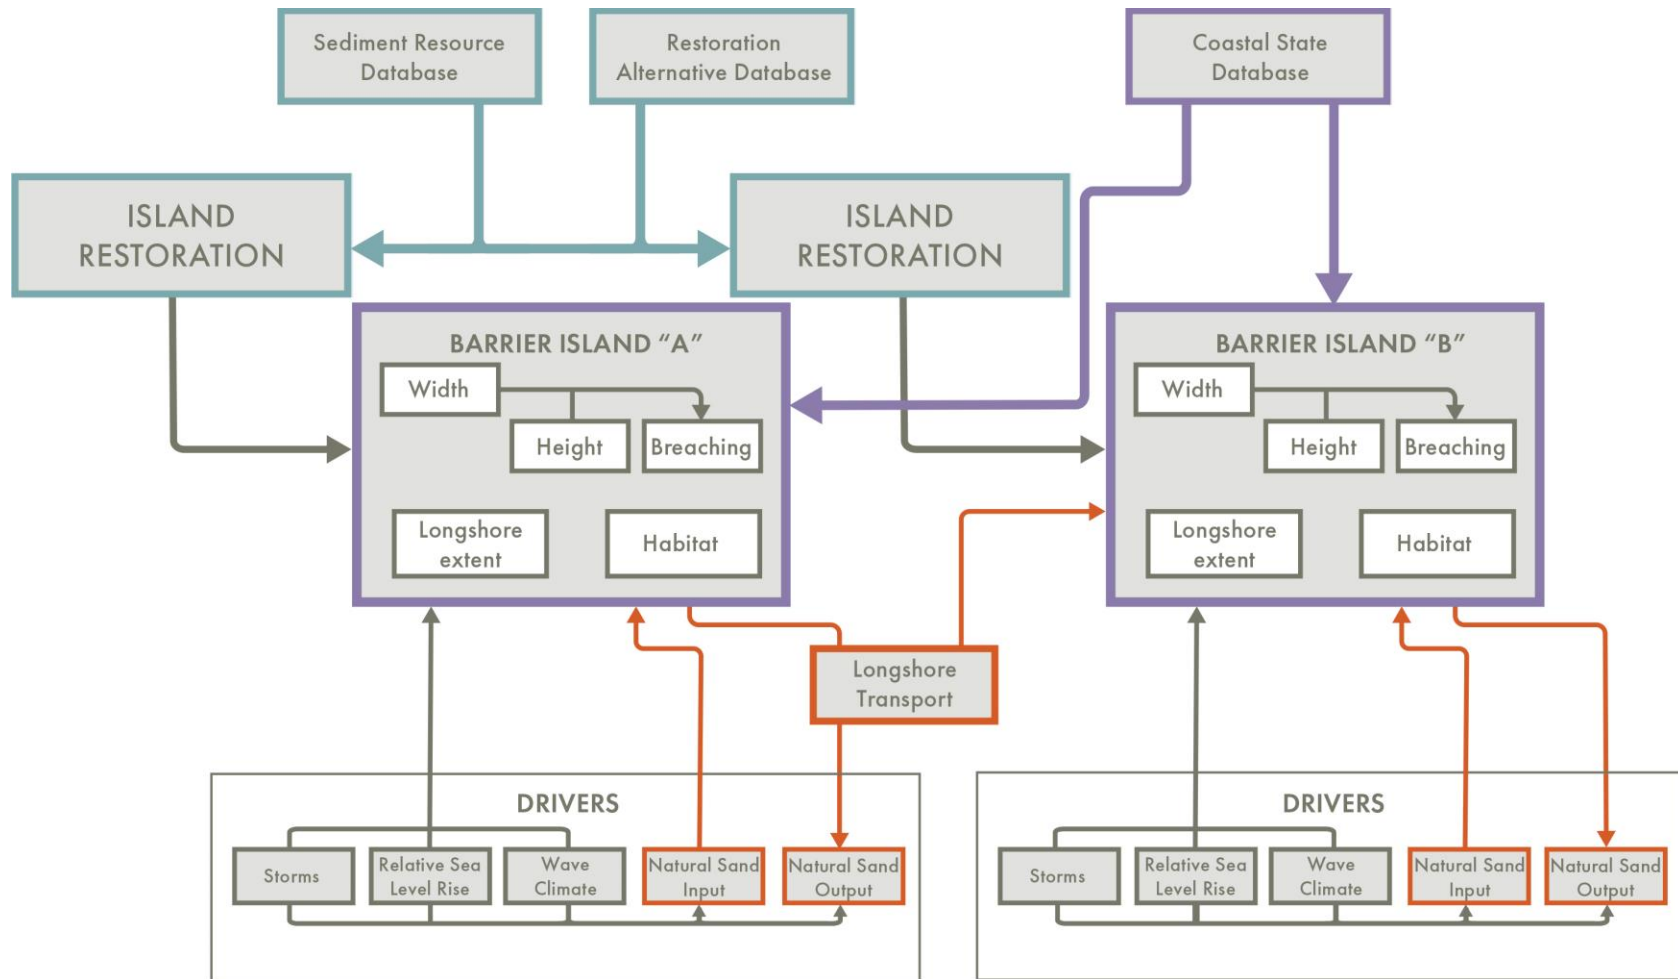 Sediment Resource
Database
Restoration
Alternative Database
Coastal State
Database
ISLAND
RESTORATION
ISLAND
RESTORATION
BARRIER ISLAND “A”
Width
Height
Breaching
Longshore
extent
Habitat
BARRIER ISLAND “B”
Width
Height
Breaching
Longshore
extent
Habitat
Longshore
Transport
DRIVERS
Storms
Relative Sea
Level Rise
Wave
Climate
Natural Sand
Input
Natural Sand
Output
DRIVERS
Storms
Relative Sea
Level Rise
Wave
Climate
Natural Sand
Input
Natural Sand
Output